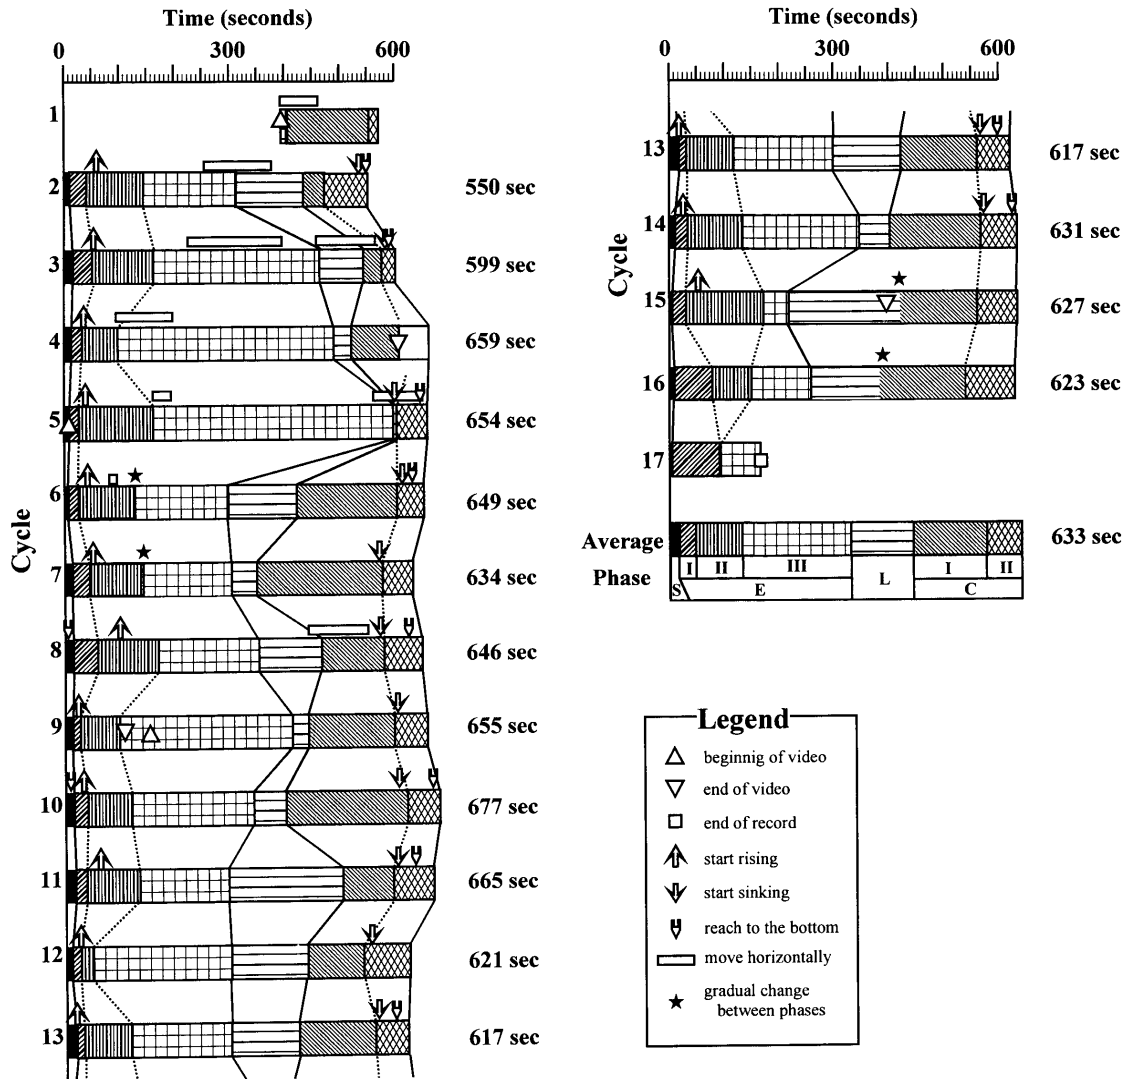 Time (seconds)
0 300 600
1
2 550 sec
3 599 sec
4 659 sec
5 654 sec
6 649 sec
7 634 sec
8 646 sec
9 655 sec
10 677 sec
11 665 sec
12 621 sec
13 617 sec
Cycle
Time (seconds)
0 300 600
13 617 sec
14 631 sec
15 627 sec
16 623 sec
17
Cycle
Average 633 sec
Phase
I II III I II
S E L C
Legend
beginnig of video
end of video
end of record
start rising
start sinking
reach to the bottom
move horizontally
gradual change
between phases